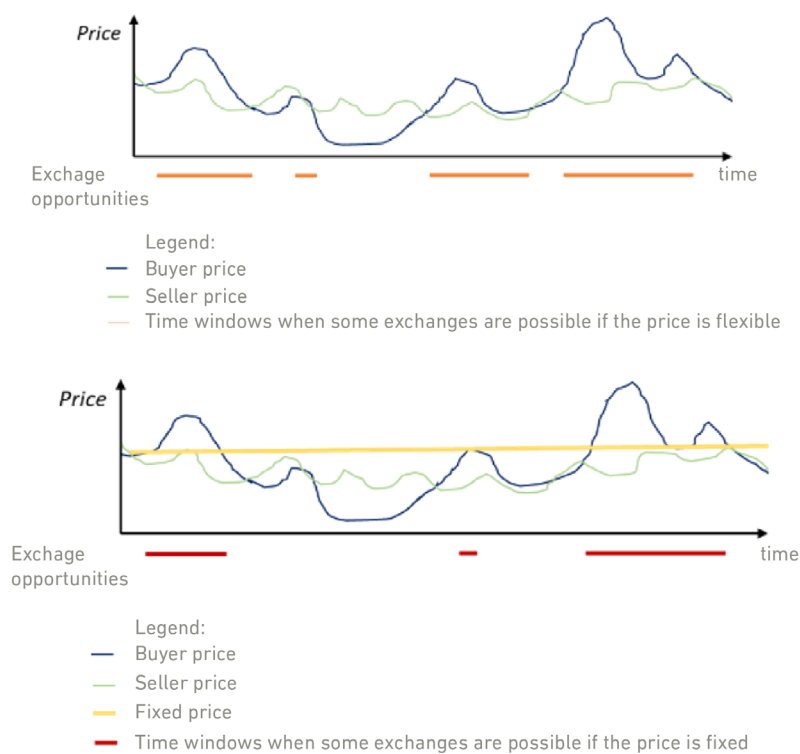 Price
Exchage
opportunities
time
Legend:
Buyer price
Seller price
Time windows when some exchanges are possible if the price is flexible
Price
Exchage
opportunities
time
Legend:
Buyer price
Seller price
Fixed price
Time windows when some exchanges are possible if the price is fixed